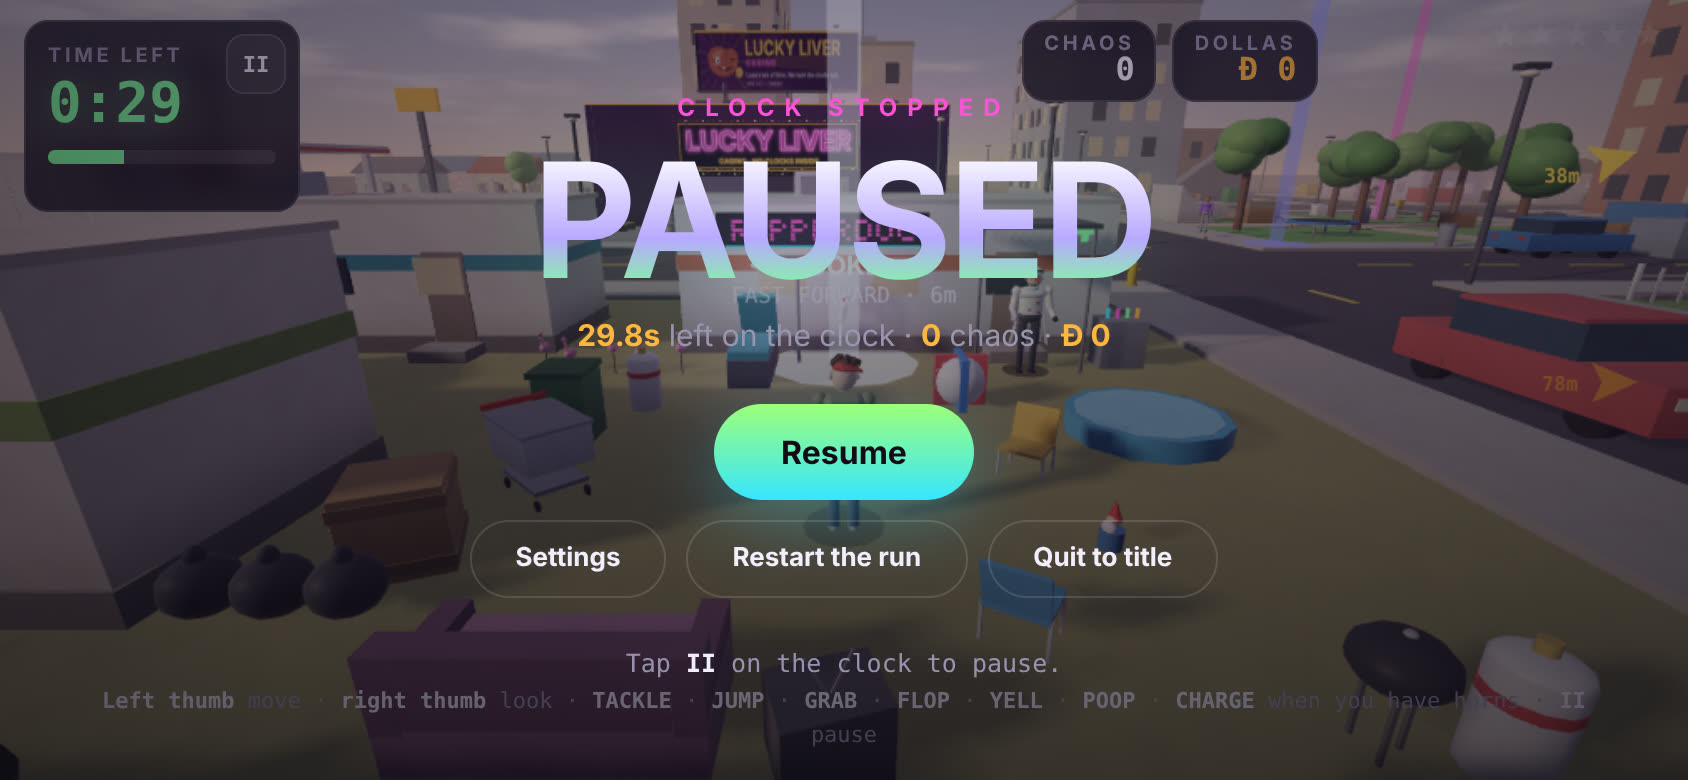 TIME LEFT
II
0:29
CHAOS
0
DOLLAS
Đ 0
LUCKY LIVER
CASINO
CLOCK STOPPED
LUCKY LIVER
PAUSED
38m
FAST FORWARD · 6m
29.8s left on the clock · 0 chaos · Đ 0
78m
Resume
Settings
Restart the run
Quit to title
Tap II on the clock to pause.
Left thumb move · right thumb look · TACKLE · JUMP · GRAB · FLOP · YELL · POOP · CHARGE when you have horns · II
pause